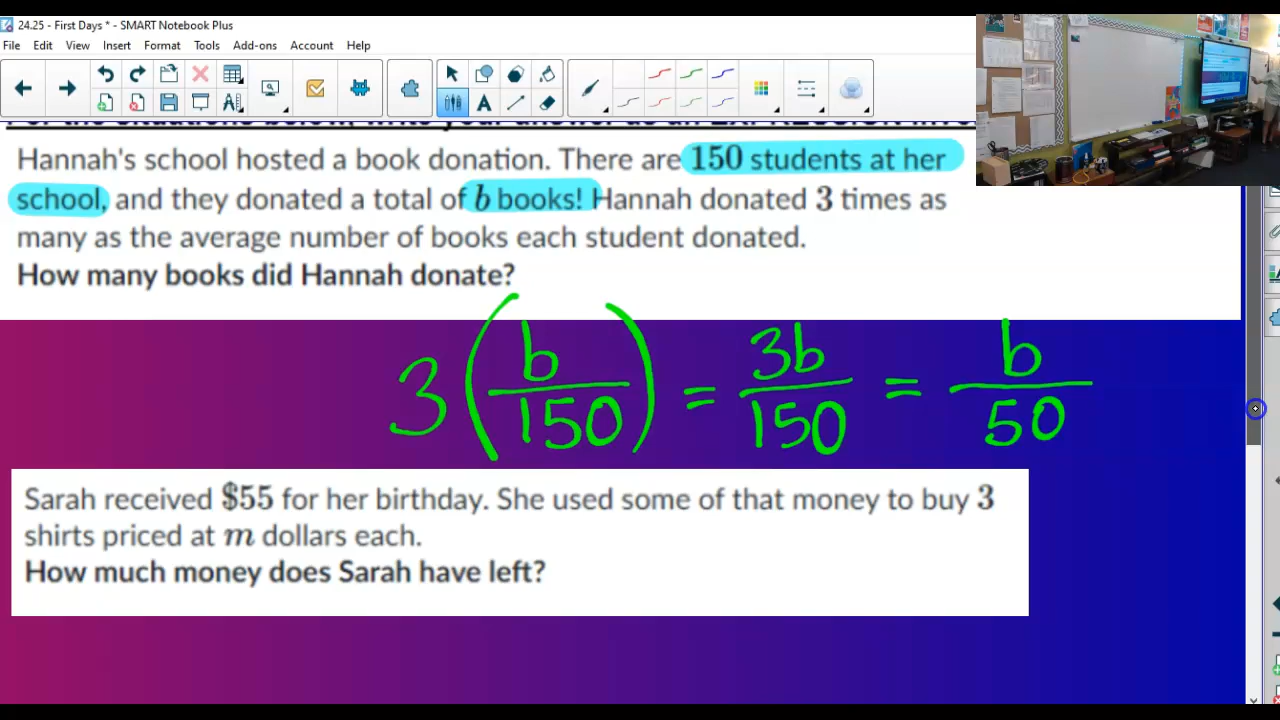 24.25 - First Days * - SMART Notebook Plus
File Edit View Insert Format Tools Add-ons Account Help
Hannah's school hosted a book donation. There are 150 students at her
school, and they donated a total of b books! Hannah donated 3 times as
many as the average number of books each student donated.
How many books did Hannah donate?
3 (b/150) = 3b/150 = b/50
Sarah received $55 for her birthday. She used some of that money to buy 3
shirts priced at m dollars each.
How much money does Sarah have left?